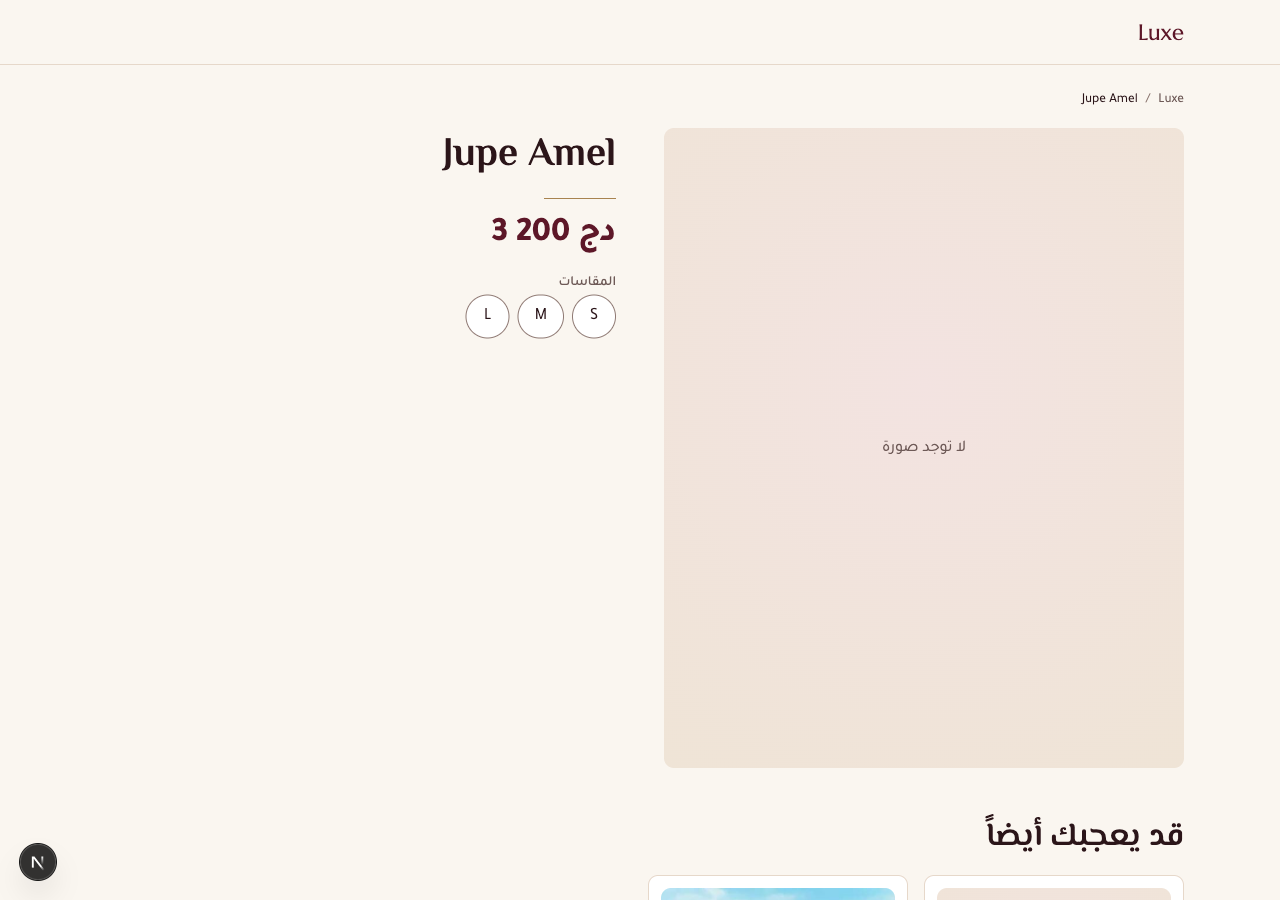 Luxe
Luxe / Jupe Amel
Jupe Amel
3 200 دج
المقاسات
S M L
لا توجد صورة
قد يعجبك أيضاً
N